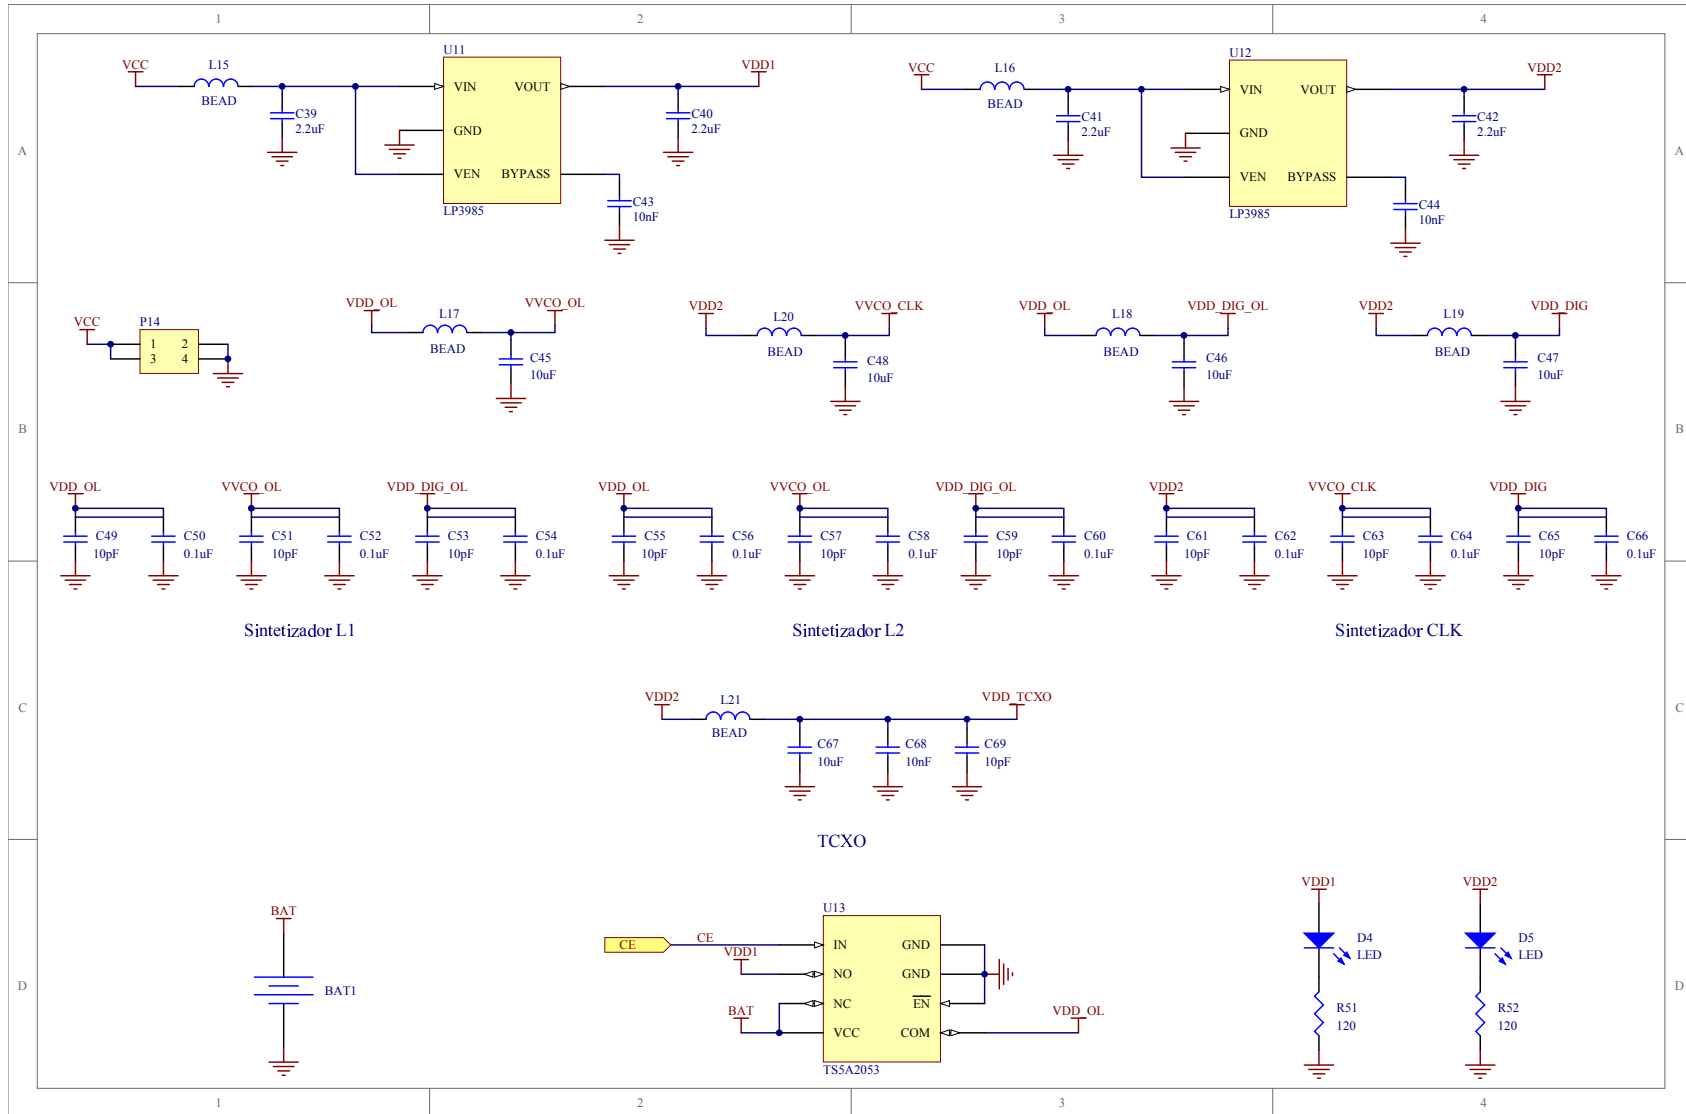 1 2 3 4
A A
VCC L15 BEAD C39 2.2uF
U11
VIN VOUT
GND
VEN BYPASS
LP3985
VDD1 C40 2.2uF
C43 10nF
VCC L16 BEAD C41 2.2uF
U12
VIN VOUT
GND
VEN BYPASS
LP3985
VDD2 C42 2.2uF
C44 10nF
B B
VCC P14
1 2
3 4
VDD_OL L17 BEAD VVCO_OL C45 10uF
VDD2 L20 BEAD VVCO_CLK C48 10uF
VDD_OL L18 BEAD VDD_DIG_OL C46 10uF
VDD2 L19 BEAD VDD_DIG C47 10uF
VDD_OL VVCO_OL VDD_DIG_OL VDD_OL VVCO_OL VDD_DIG_OL VDD2 VVCO_CLK VDD_DIG
C49 C50 C51 C52 C53 C54 C55 C56 C57 C58 C59 C60 C61 C62 C63 C64 C65 C66
10pF 0.1uF 10pF 0.1uF 10pF 0.1uF 10pF 0.1uF 10pF 0.1uF 10pF 0.1uF 10pF 0.1uF 10pF 0.1uF 10pF 0.1uF
Sintetizador L1 Sintetizador L2 Sintetizador CLK
C C
VDD2 L21 BEAD VDD_TCXO
C67 C68 C69
10uF 10nF 10pF
TCXO
D D
BAT
BAT1
U13
CE CE IN GND
VDD1 NO GND
NC EN
BAT VCC COM VDD_OL
TS5A2053
VDD1 VDD2
D4 D5
LED LED
R51 R52
120 120
1 2 3 4